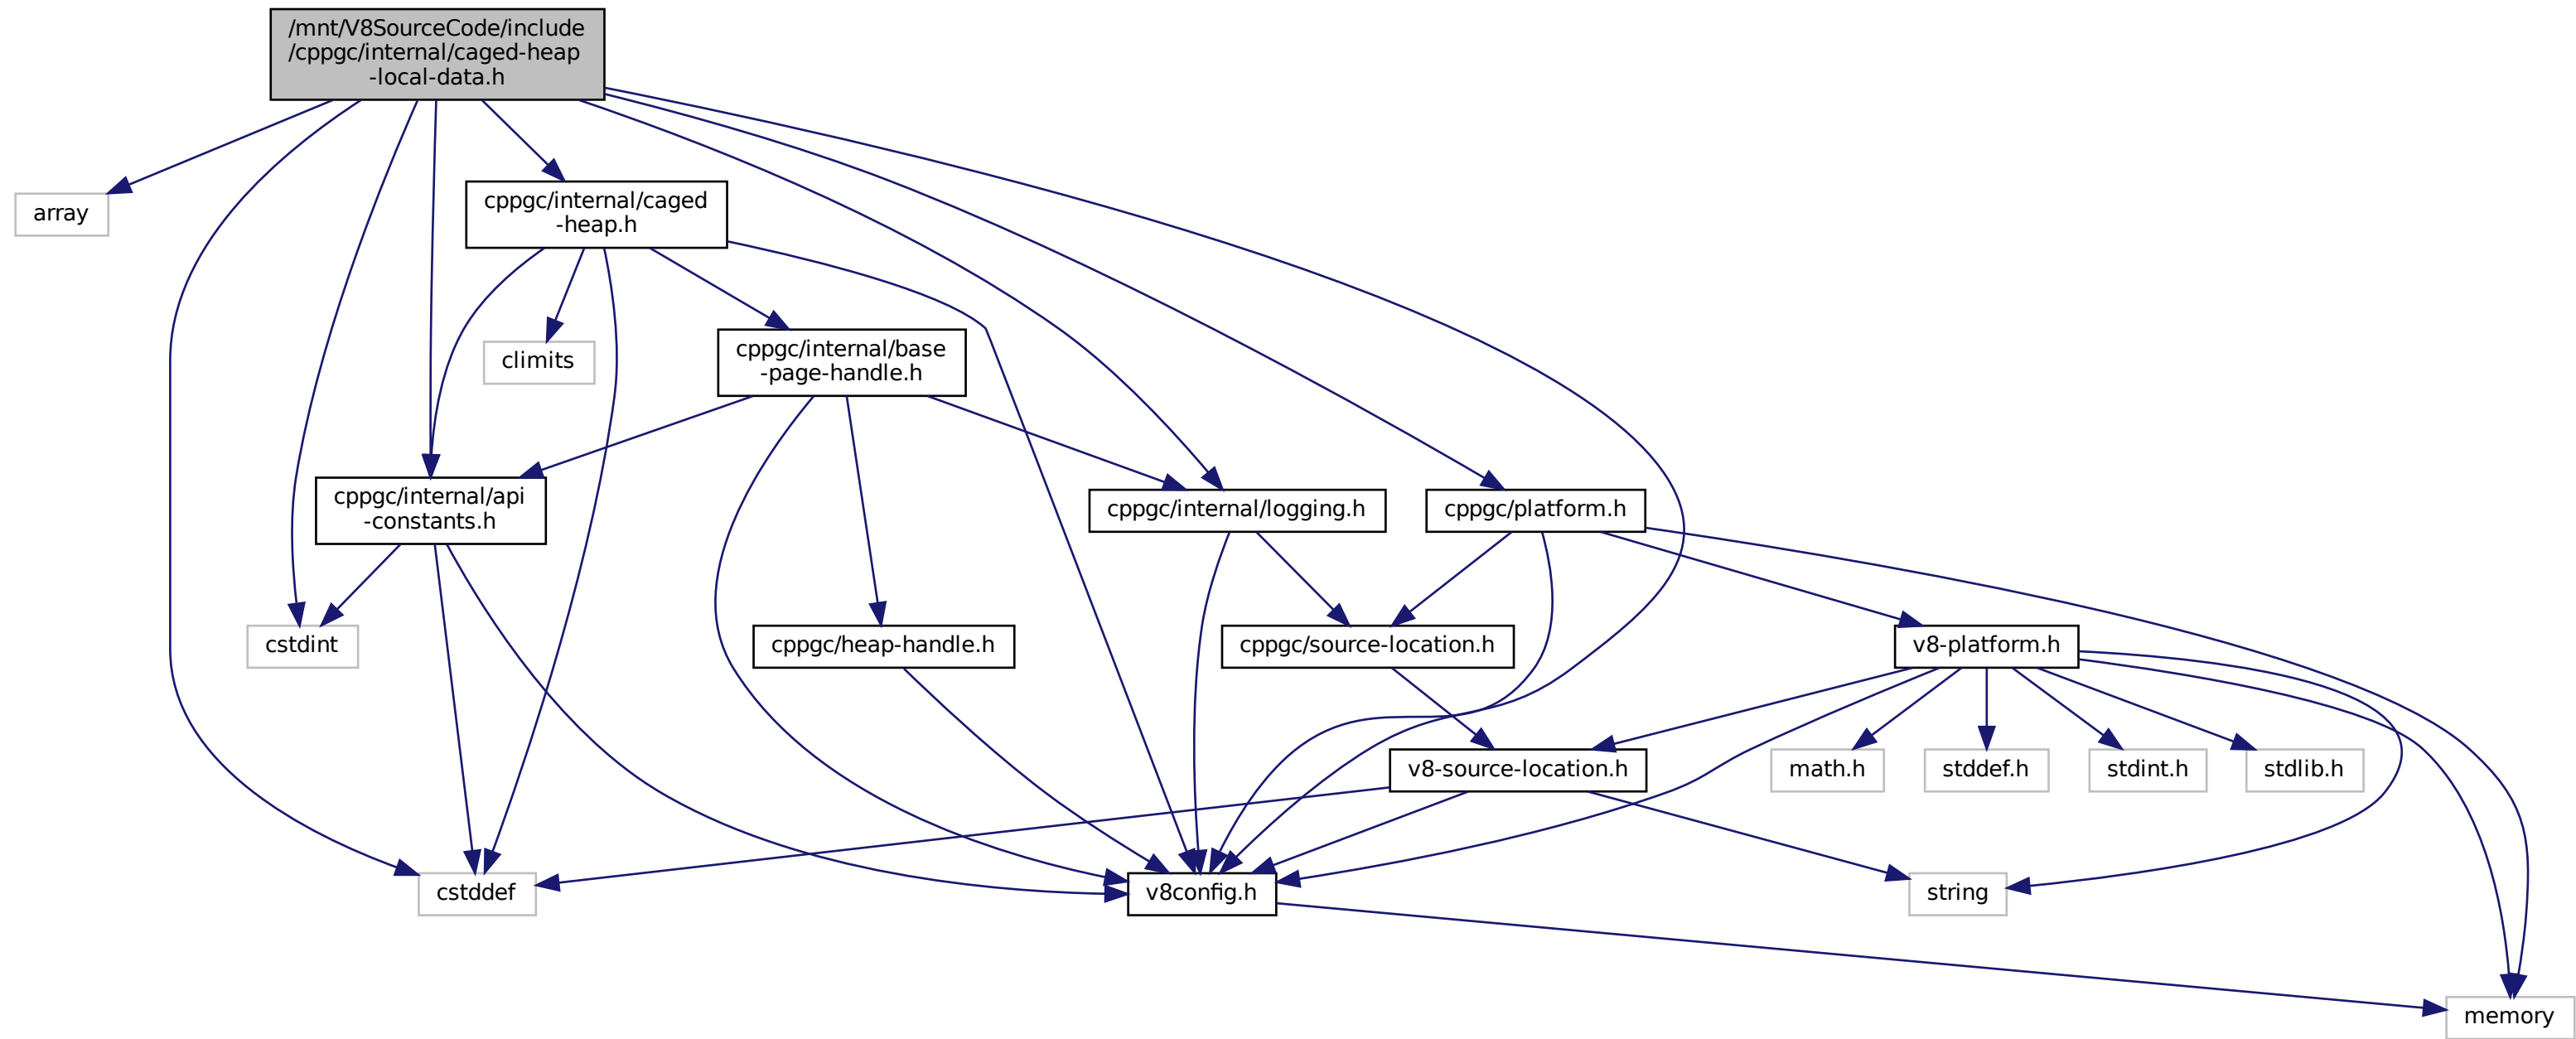 /mnt/V8SourceCode/include
/cppgc/internal/caged-heap
-local-data.h
array
cppgc/internal/caged
-heap.h
climits
cppgc/internal/base
-page-handle.h
cppgc/internal/api
-constants.h
cppgc/internal/logging.h
cppgc/platform.h
cstdint
cppgc/heap-handle.h
cppgc/source-location.h
v8-platform.h
v8-source-location.h
math.h
stddef.h
stdint.h
stdlib.h
cstddef
v8config.h
string
memory